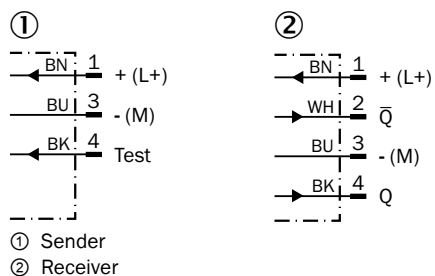 ①
BN 1 + (L+)
BU 3 - (M)
BK 4 Test
②
BN 1 + (L+)
WH 2 Q̅
BU 3 - (M)
BK 4 Q
① Sender
② Receiver